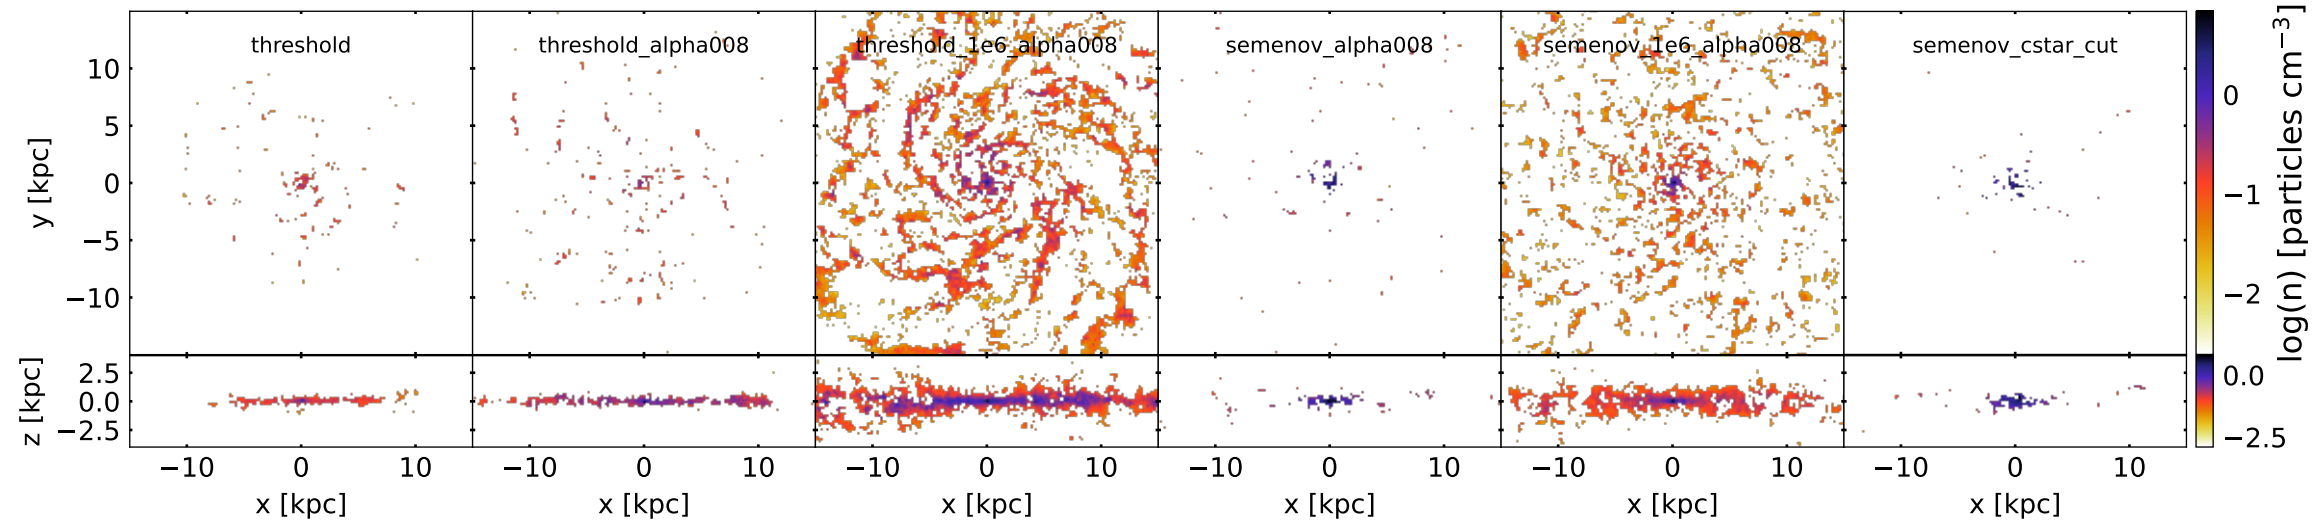 threshold
threshold_alpha008
threshold_1e6_alpha008
semenov_alpha008
semenov_1e6_alpha008
semenov_cstar_cut
10
5
0
−5
−10
y [kpc]
2.5
0.0
−2.5
z [kpc]
−10 0 10
−10 0 10
−10 0 10
−10 0 10
−10 0 10
−10 0 10
x [kpc]
x [kpc]
x [kpc]
x [kpc]
x [kpc]
x [kpc]
0
−1
−2
0.0
−2.5
log(n) [particles cm⁻³]